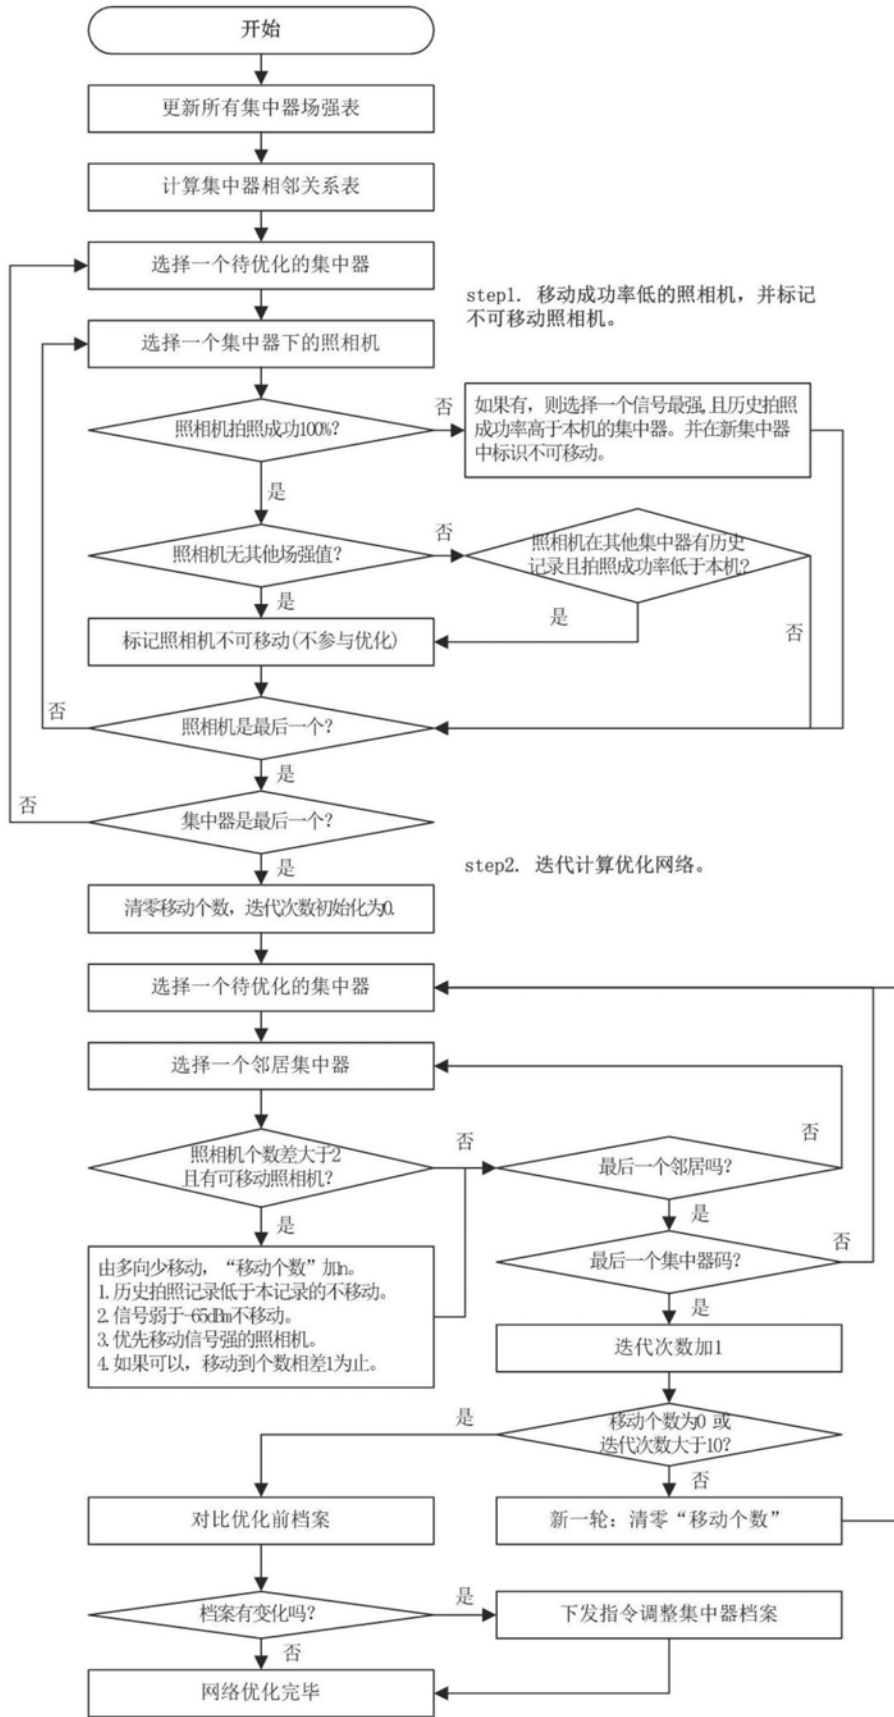 开始
更新所有集中器场强表
计算集中器相邻关系表
选择一个待优化的集中器
step1. 移动成功率低的照相机，并标记
不可移动照相机。
选择一个集中器下的照相机
照相机拍照成功100%?
否
如果有，则选择一个信号最强,且历史拍照
成功率高于本机的集中器。并在新集中器
中标识不可移动。
是
照相机无其他场强值?
否
照相机在其他集中器有历史
记录且拍照成功率低于本机?
是
是
否
标记照相机不可移动(不参与优化)
否
照相机是最后一个?
是
否
集中器是最后一个?
是
step2. 迭代计算优化网络。
清零移动个数，迭代次数初始化为0.
选择一个待优化的集中器
选择一个邻居集中器
照相机个数差大于2
且有可移动照相机?
否
最后一个邻居吗?
否
是
是
由多向少移动，“移动个数”加n。
1.历史拍照记录低于本记录的不移动。
2.信号弱于-65dBm不移动。
3.优先移动信号强的照相机。
4.如果可以，移动到个数相差1为止。
最后一个集中器码?
否
是
迭代次数加1
移动个数为0 或
迭代次数大于10?
是
否
新一轮：清零“移动个数”
对比优化前档案
档案有变化吗?
是
下发指令调整集中器档案
否
网络优化完毕